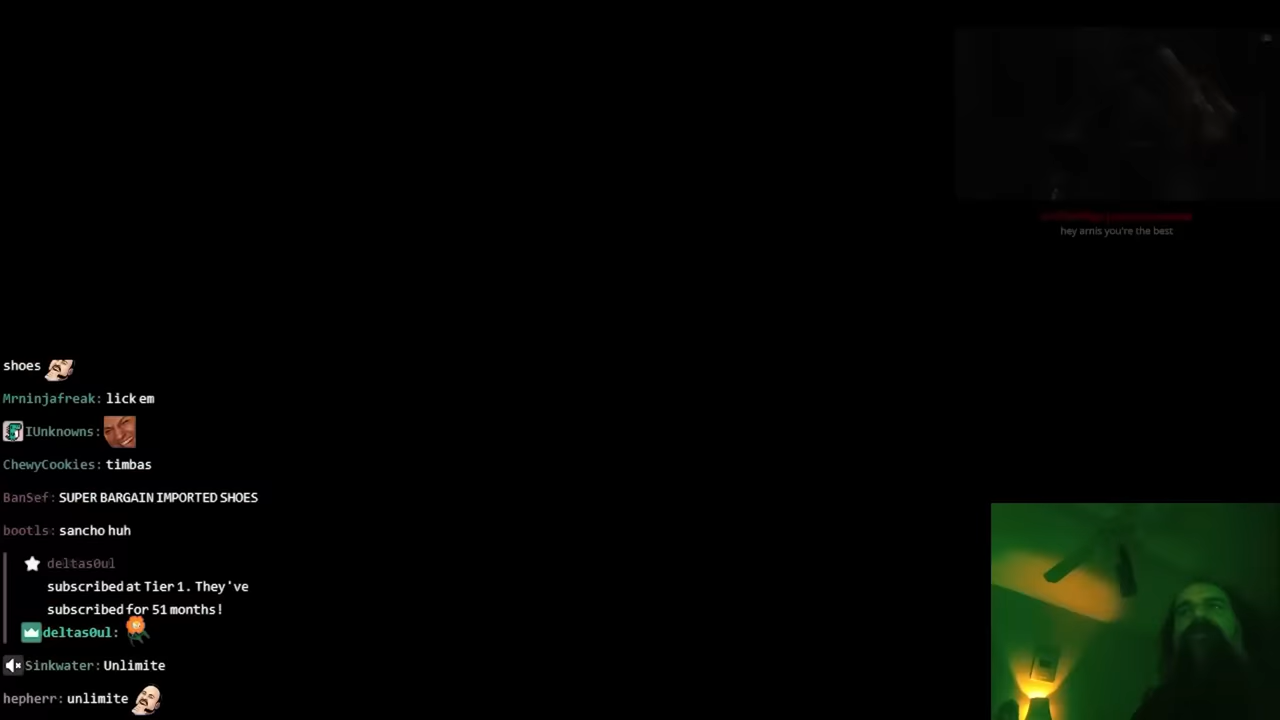 hey arnis you're the best
shoes
Mrninjafreak: lick em
IUnknowns:
ChewyCookies: timbas
BanSef: SUPER BARGAIN IMPORTED SHOES
bootls: sancho huh
deltas0ul
subscribed at Tier 1. They've
subscribed for 51 months!
deltas0ul:
Sinkwater: Unlimite
hepherr: unlimite